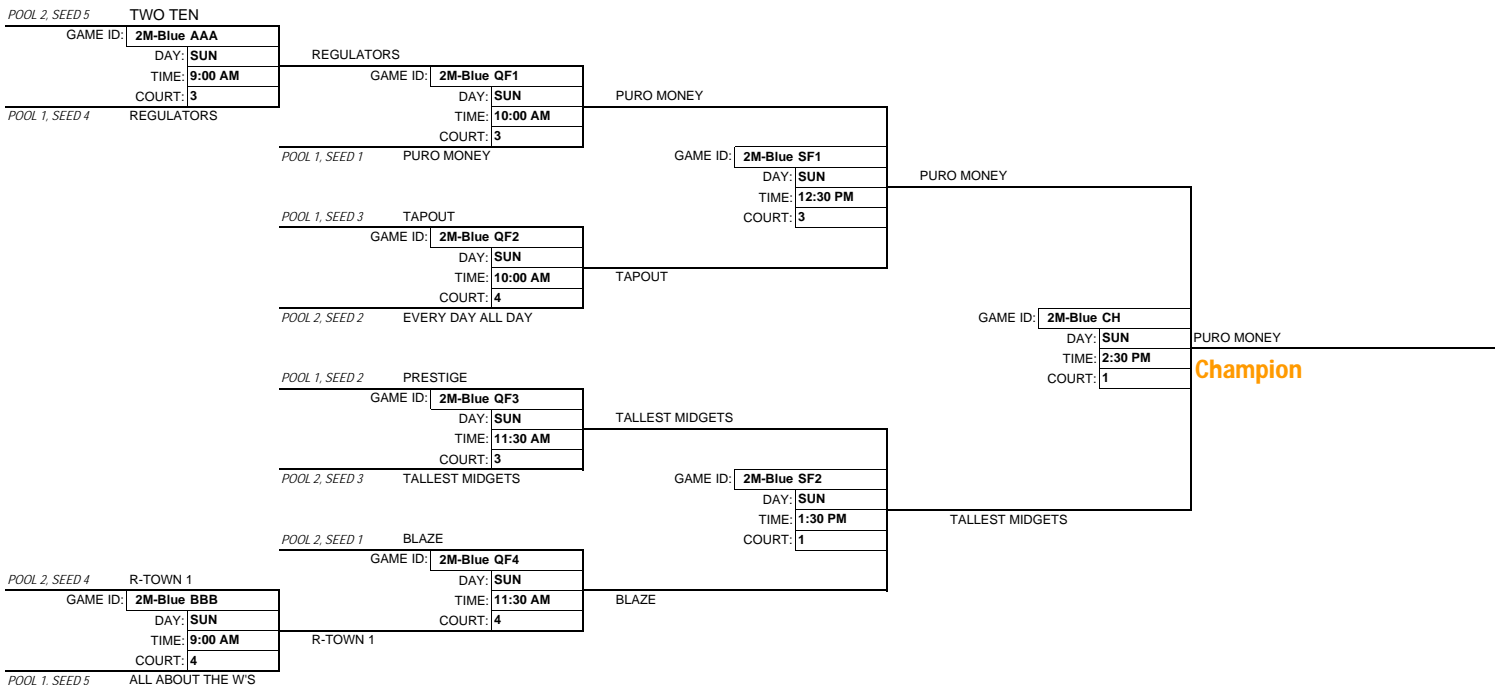 POOL 2, SEED 5 TWO TEN
GAME ID: 2M-Blue AAA
DAY: SUN
TIME: 9:00 AM
COURT: 3
POOL 1, SEED 4 REGULATORS
REGULATORS
GAME ID: 2M-Blue QF1
DAY: SUN
TIME: 10:00 AM
COURT: 3
POOL 1, SEED 1 PURO MONEY
PURO MONEY
GAME ID: 2M-Blue SF1
DAY: SUN
TIME: 12:30 PM
COURT: 3
PURO MONEY
POOL 1, SEED 3 TAPOUT
GAME ID: 2M-Blue QF2
DAY: SUN
TIME: 10:00 AM
COURT: 4
POOL 2, SEED 2 EVERY DAY ALL DAY
TAPOUT
GAME ID: 2M-Blue CH
DAY: SUN
TIME: 2:30 PM
COURT: 1
PURO MONEY
Champion
POOL 1, SEED 2 PRESTIGE
GAME ID: 2M-Blue QF3
DAY: SUN
TIME: 11:30 AM
COURT: 3
POOL 2, SEED 3 TALLEST MIDGETS
TALLEST MIDGETS
GAME ID: 2M-Blue SF2
DAY: SUN
TIME: 1:30 PM
COURT: 1
TALLEST MIDGETS
POOL 2, SEED 1 BLAZE
GAME ID: 2M-Blue QF4
DAY: SUN
TIME: 11:30 AM
COURT: 4
BLAZE
POOL 2, SEED 4 R-TOWN 1
GAME ID: 2M-Blue BBB
DAY: SUN
TIME: 9:00 AM
COURT: 4
R-TOWN 1
POOL 1, SEED 5 ALL ABOUT THE W'S